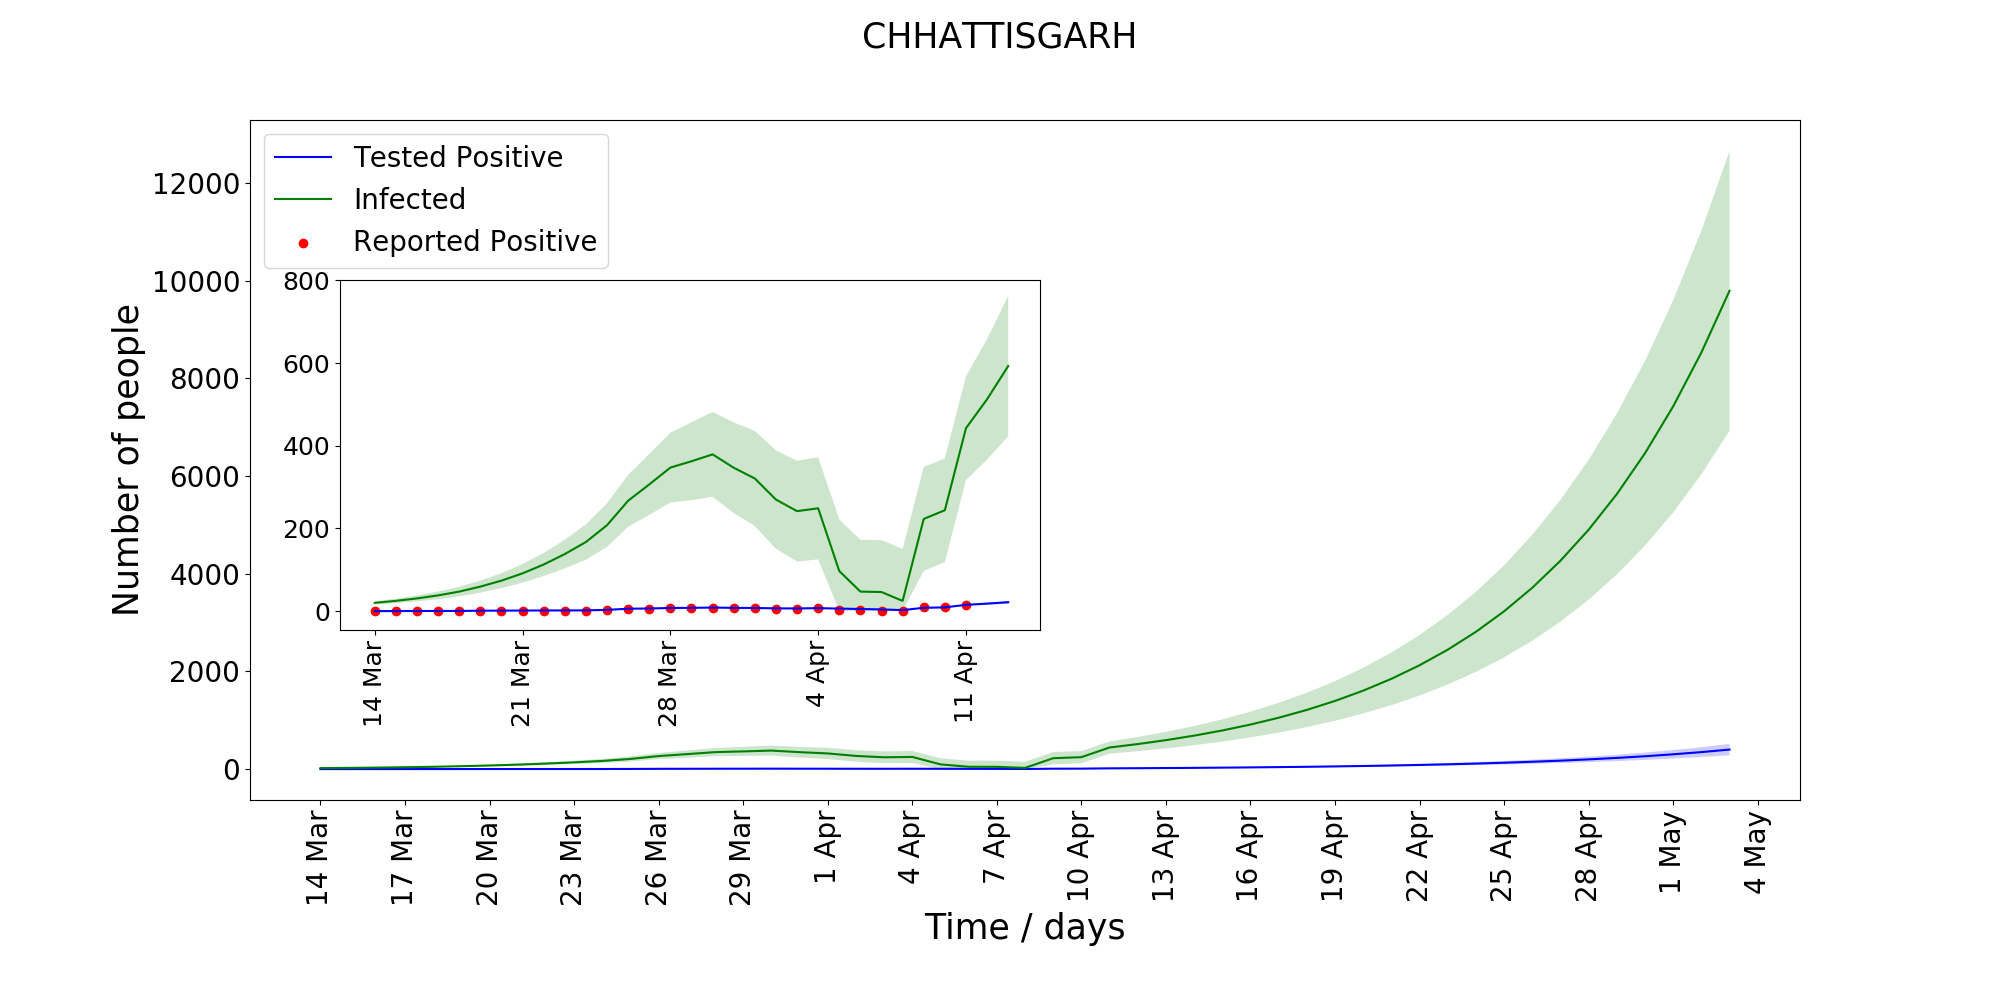 CHHATTISGARH
Tested Positive
Infected
Reported Positive
Number of people
12000
10000
8000
6000
4000
2000
0
800
600
400
200
0
14 Mar
21 Mar
28 Mar
4 Apr
11 Apr
14 Mar
17 Mar
20 Mar
23 Mar
26 Mar
29 Mar
1 Apr
4 Apr
7 Apr
10 Apr
13 Apr
16 Apr
19 Apr
22 Apr
25 Apr
28 Apr
1 May
4 May
Time / days